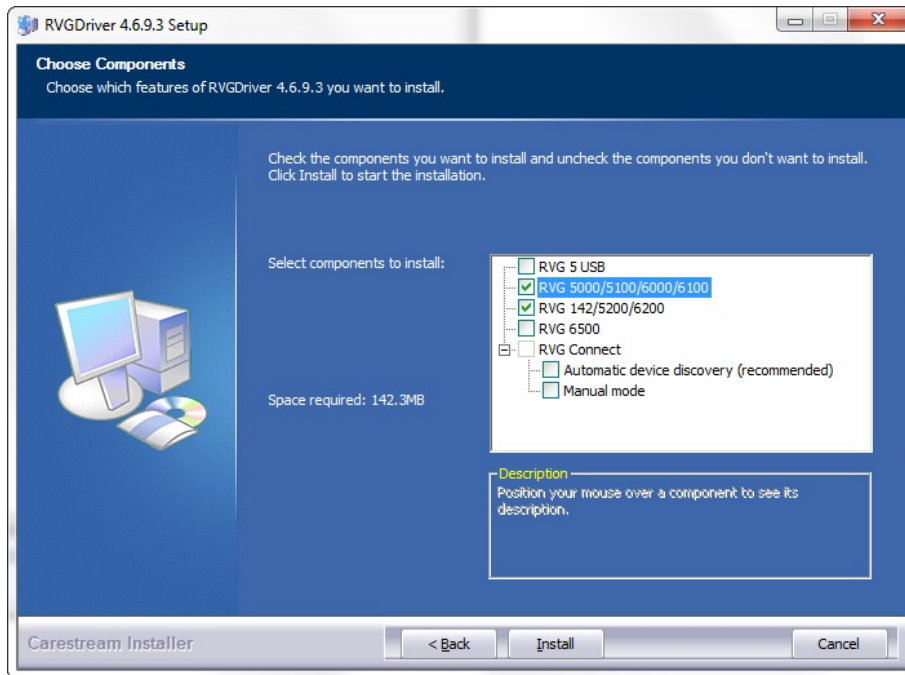 RVGDriver 4.6.9.3 Setup
Choose Components
Choose which features of RVGDriver 4.6.9.3 you want to install.
Check the components you want to install and uncheck the components you don't want to install.
Click Install to start the installation.
Select components to install:
RVG 5 USB
RVG 5000/5100/6000/6100
RVG 142/5200/6200
RVG 6500
RVG Connect
Automatic device discovery (recommended)
Manual mode
Space required: 142.3MB
Description
Position your mouse over a component to see its
description.
Carestream Installer
< Back
Install
Cancel